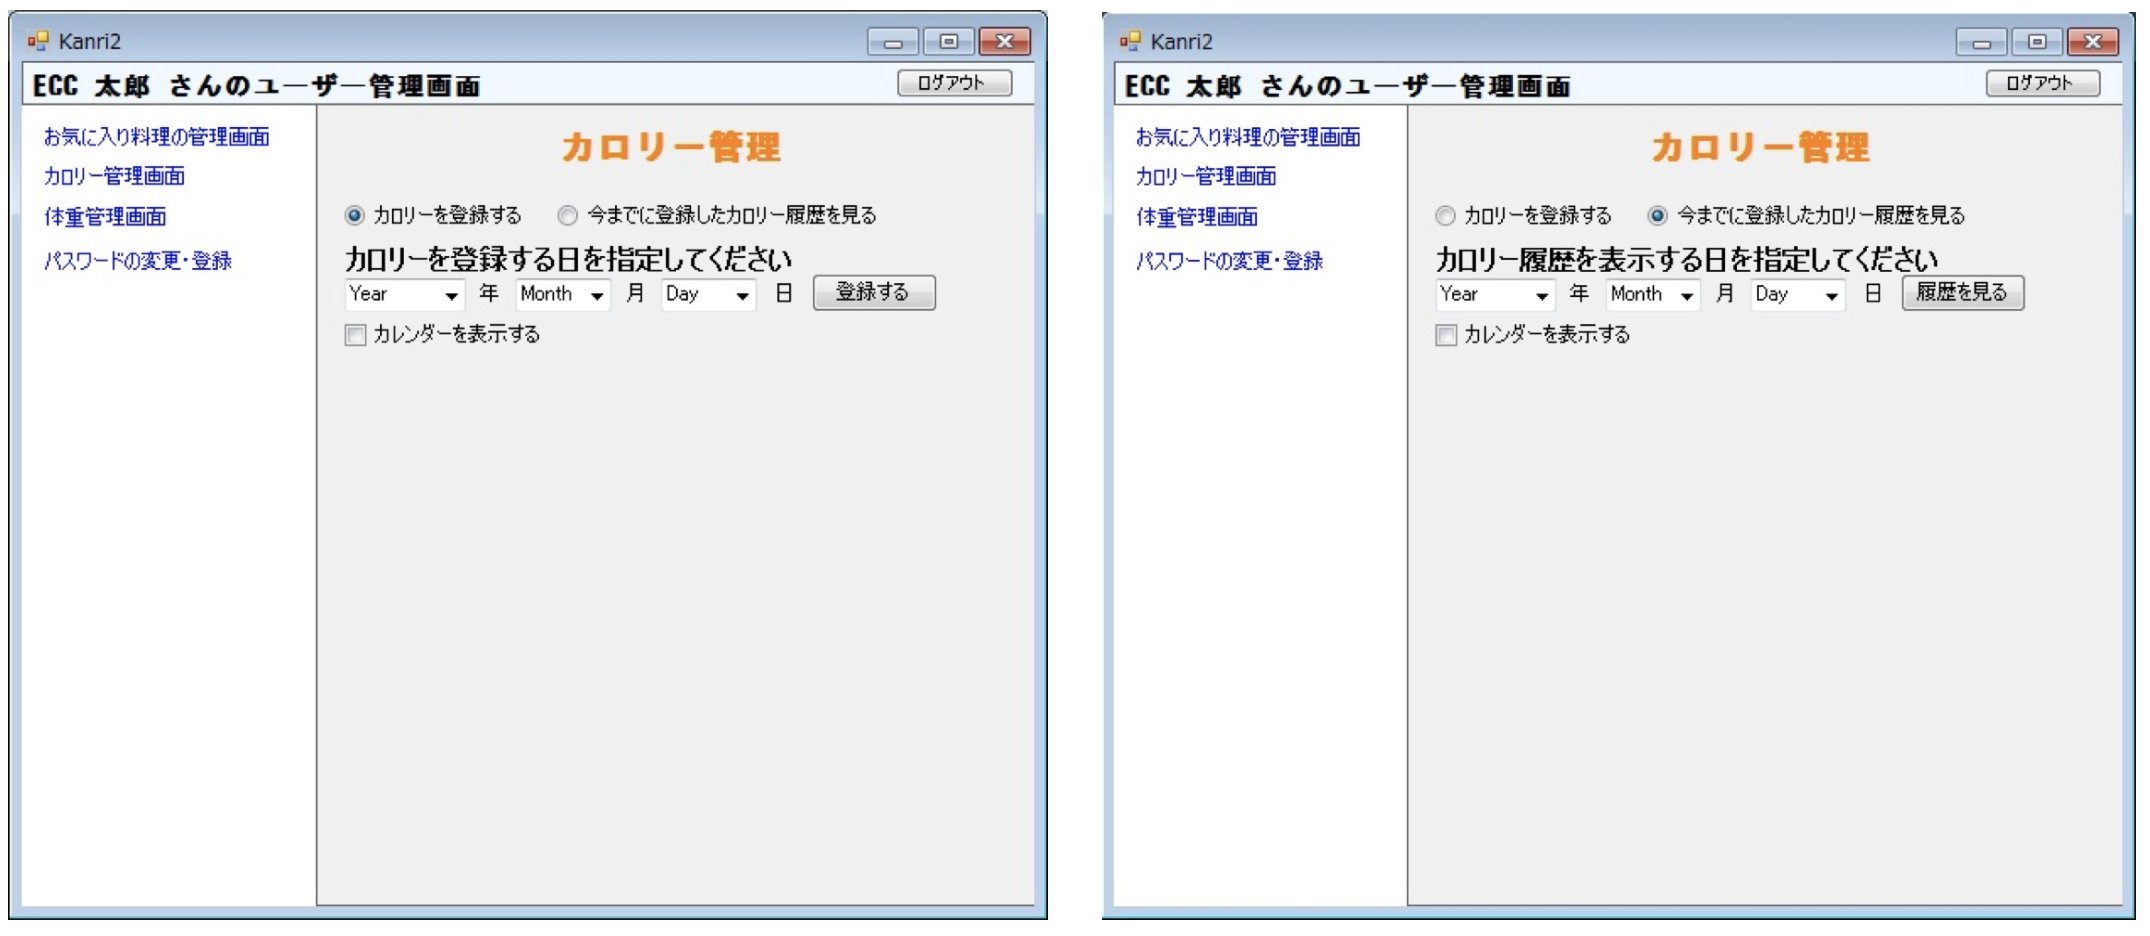 Kanri2
ECC 太郎 さんのユーザー管理画面
ログアウト
お気に入り料理の管理画面
カロリー管理画面
体重管理画面
パスワードの変更・登録
カロリー管理
カロリーを登録する 今までに登録したカロリー履歴を見る
カロリーを登録する日を指定してください
Year 年 Month 月 Day 日 登録する
カレンダーを表示する
Kanri2
ECC 太郎 さんのユーザー管理画面
ログアウト
お気に入り料理の管理画面
カロリー管理画面
体重管理画面
パスワードの変更・登録
カロリー管理
カロリーを登録する 今までに登録したカロリー履歴を見る
カロリー履歴を表示する日を指定してください
Year 年 Month 月 Day 日 履歴を見る
カレンダーを表示する